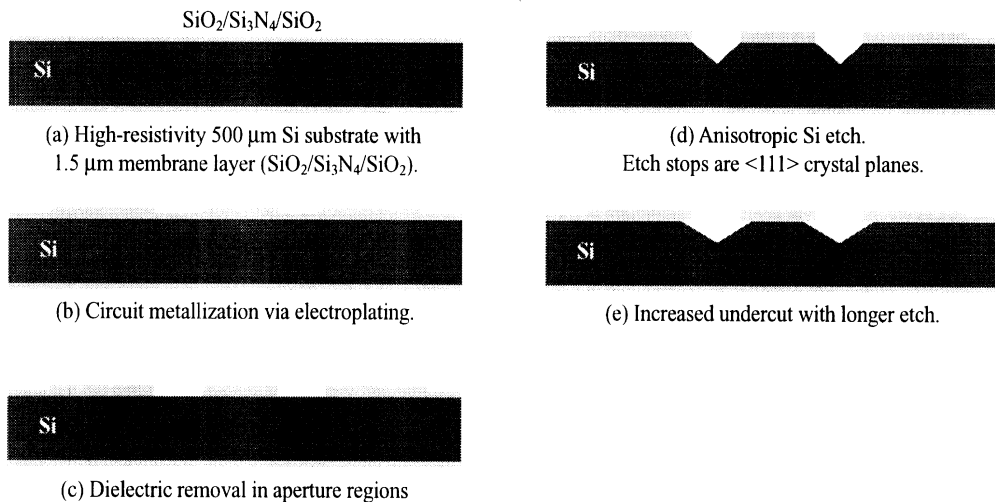 SiO₂/Si₃N₄/SiO₂
Si
(a) High-resistivity 500 μm Si substrate with
1.5 μm membrane layer (SiO₂/Si₃N₄/SiO₂).
Si
(b) Circuit metallization via electroplating.
Si
(c) Dielectric removal in aperture regions
Si
(d) Anisotropic Si etch.
Etch stops are <111> crystal planes.
Si
(e) Increased undercut with longer etch.